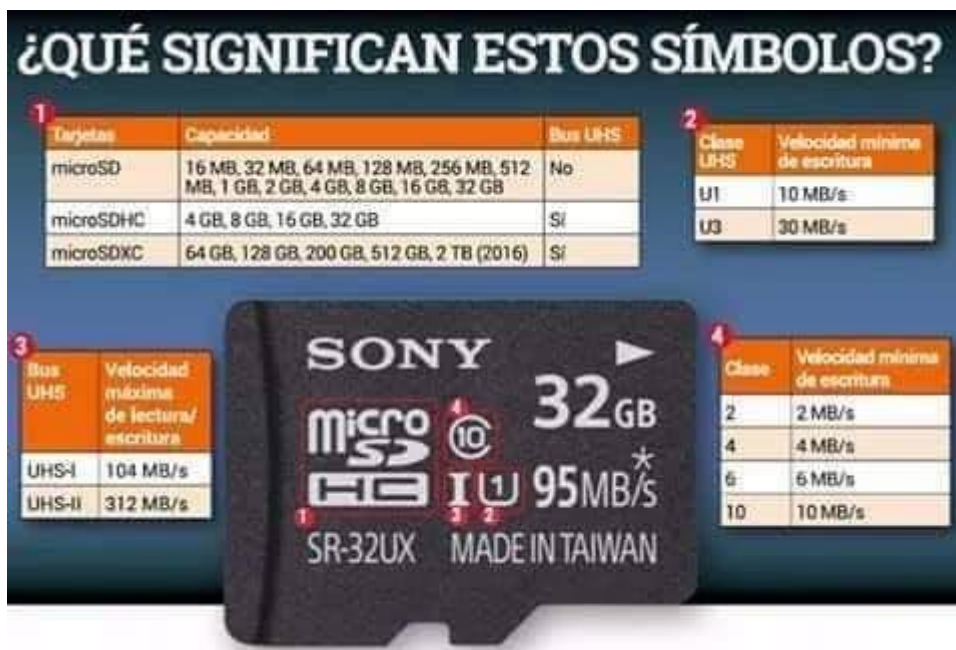 ¿QUÉ SIGNIFICAN ESTOS SÍMBOLOS?
1
Tarjetas Capacidad Bus UHS
microSD 16 MB, 32 MB, 64 MB, 128 MB, 256 MB, 512 No
MB, 1 GB, 2 GB, 4 GB, 8 GB, 16 GB, 32 GB
microSDHC 4 GB, 8 GB, 16 GB, 32 GB Sí
microSDXC 64 GB, 128 GB, 200 GB, 512 GB, 2 TB (2016) Sí
2
Clase Velocidad mínima
UHS de escritura
U1 10 MB/s
U3 30 MB/s
3
Bus Velocidad
UHS máxima
de lectura/
escritura
UHS-I 104 MB/s
UHS-II 312 MB/s
SONY
32GB
micro
SD
4
10
HC
I U1
95MB/s*
1
3 2
SR-32UX MADE IN TAIWAN
4
Clase Velocidad mínima
de escritura
2 2 MB/s
4 4 MB/s
6 6 MB/s
10 10 MB/s